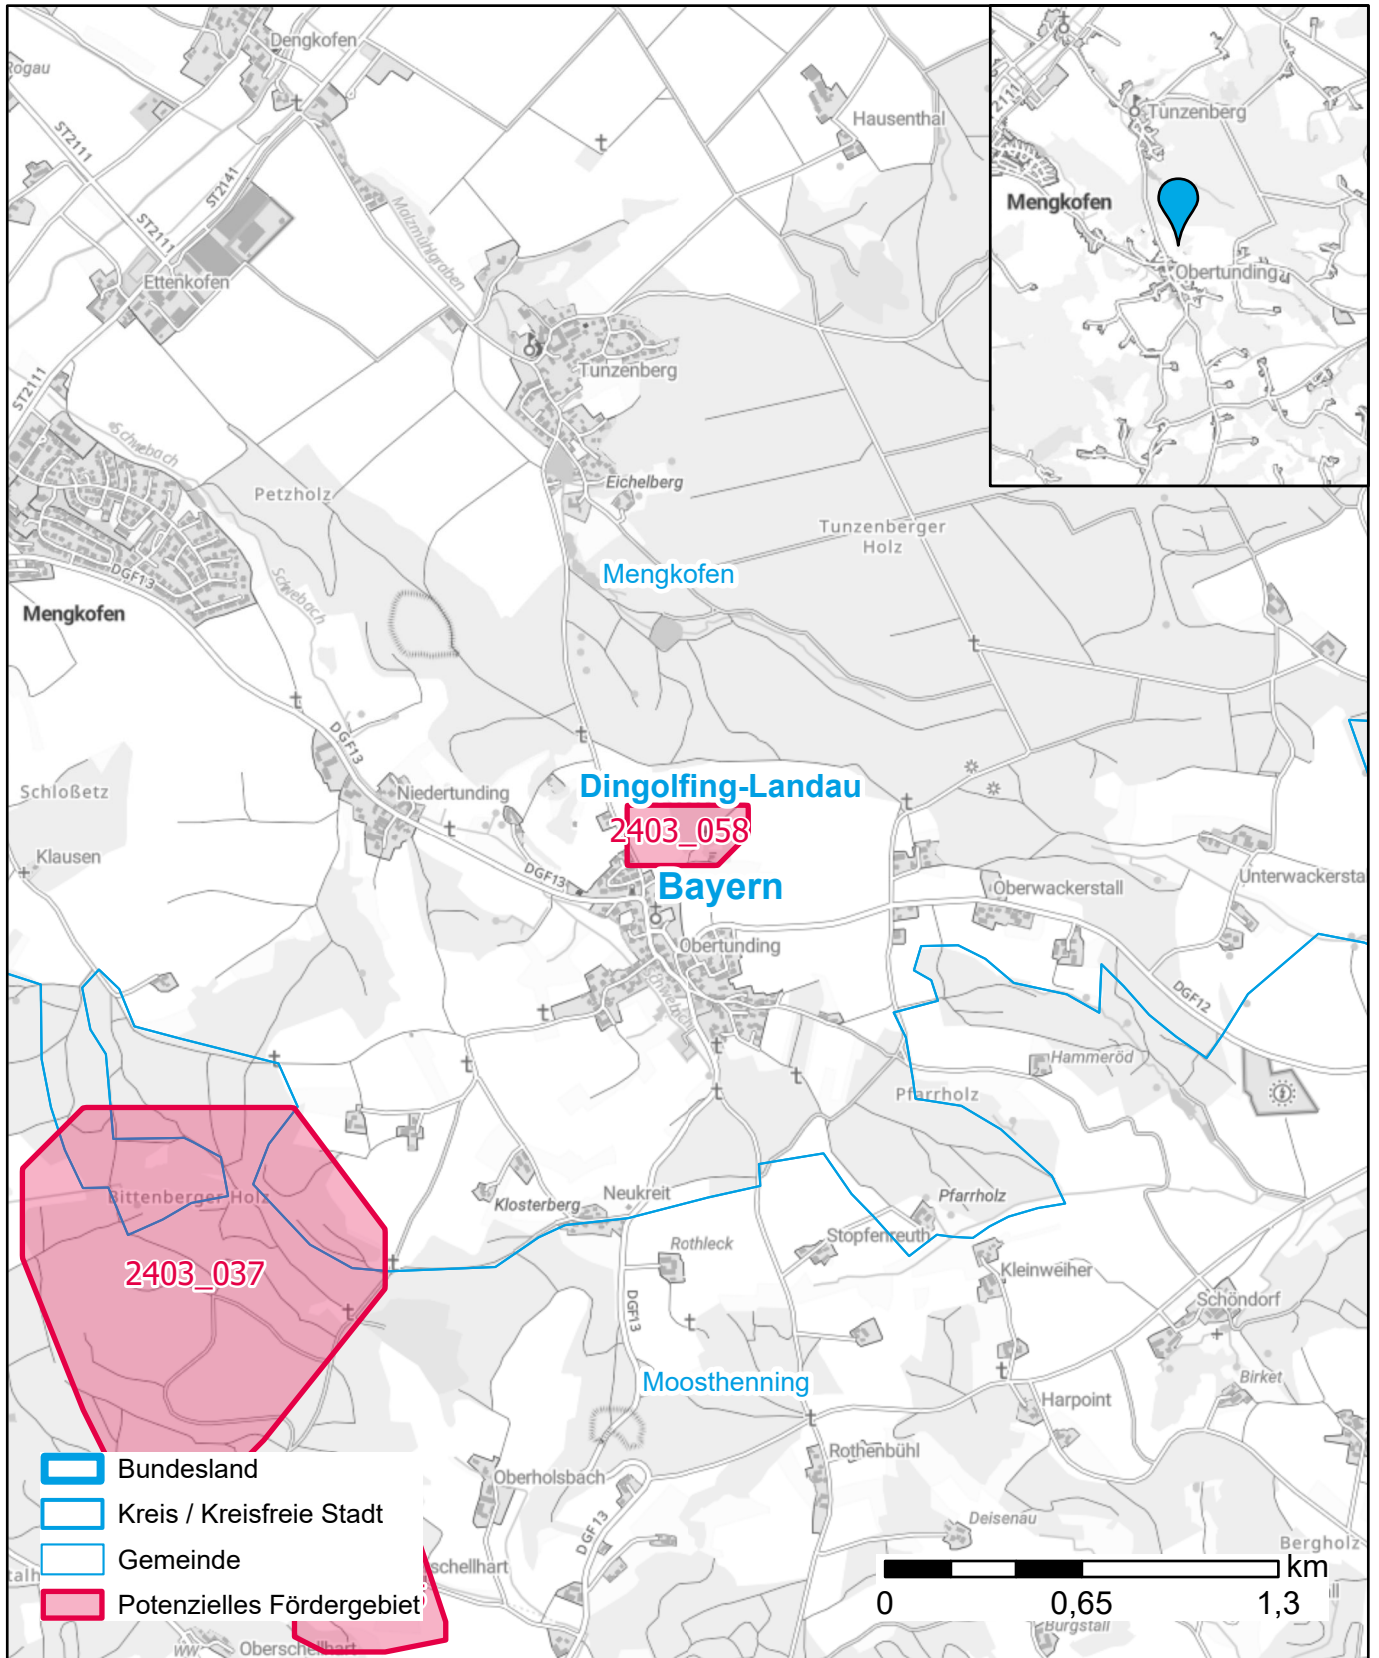 Dengkofen
ST2111
ST2141
ST2111
Malzmühlgraben
Hausenthal
2111
Tunzenberg
Mengkofen
Obertunding
Ettenkofen
ST2111
Tunzenberg
Schwebach
Petzholz
Eichelberg
Tunzenberger
Holz
DGF13
Schwebach
Mengkofen
Mengkofen
DGF13
Schloßetz
Niedertunding
Dingolfing-Landau
2403_058
Klausen
DGF13
Bayern
Oberwackerstall
Unterwackersta
Obertunding
DGF12
Hammeröd
Pfarrholz
Bittenberger Holz
Klosterberg
Neukreit
Pfarrholz
Stopfenreuth
Rothleck
2403_037
Kleinweiher
DGF13
Schöndorf
Moosthenning
Birket
Harpoint
Rothenbühl
Oberholsbach
Deisenau
DGF13
Bergholz
schellhart
Bundesland
Kreis / Kreisfreie Stadt
Gemeinde
Potenzielles Fördergebiet
km
0
0,65
1,3
Burgstall
Oberschellhart